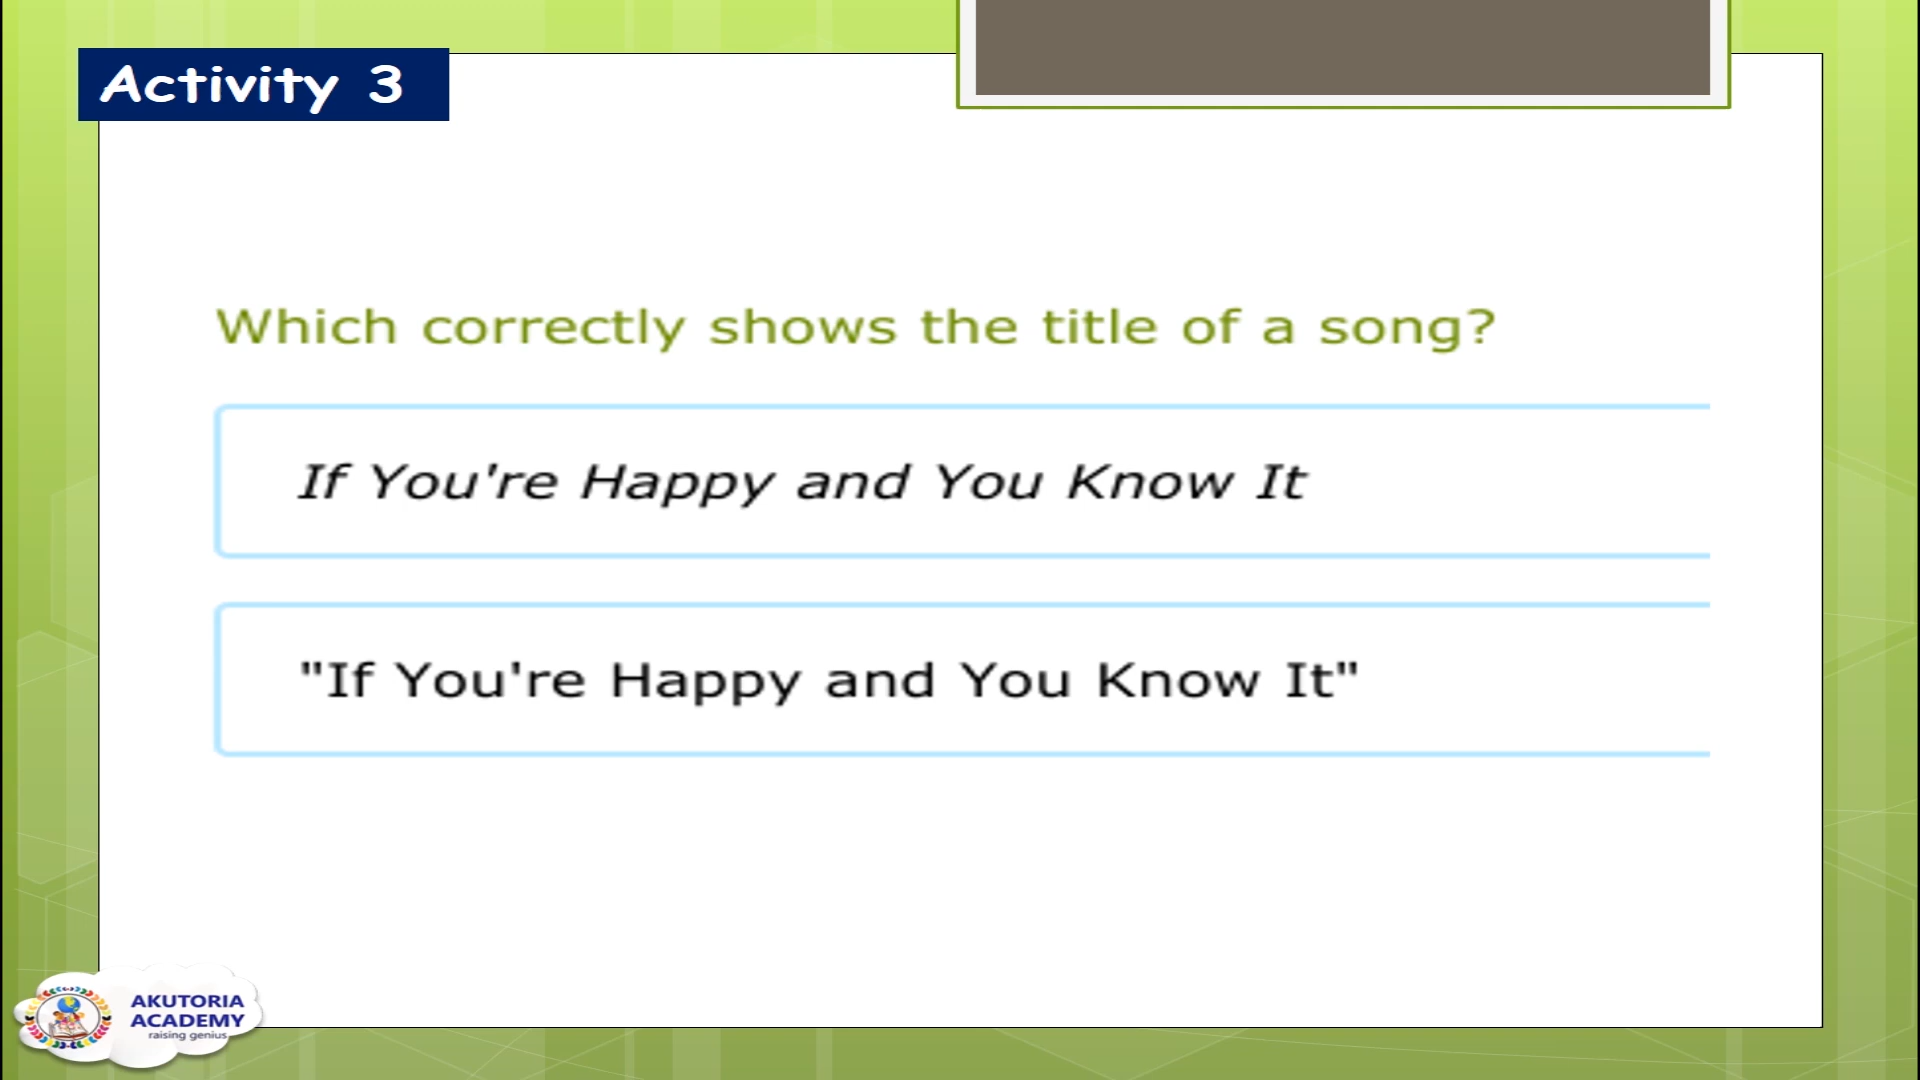 Activity 3
Which correctly shows the title of a song?
If You're Happy and You Know It
"If You're Happy and You Know It"
AKUTORIA
ACADEMY
raising genius